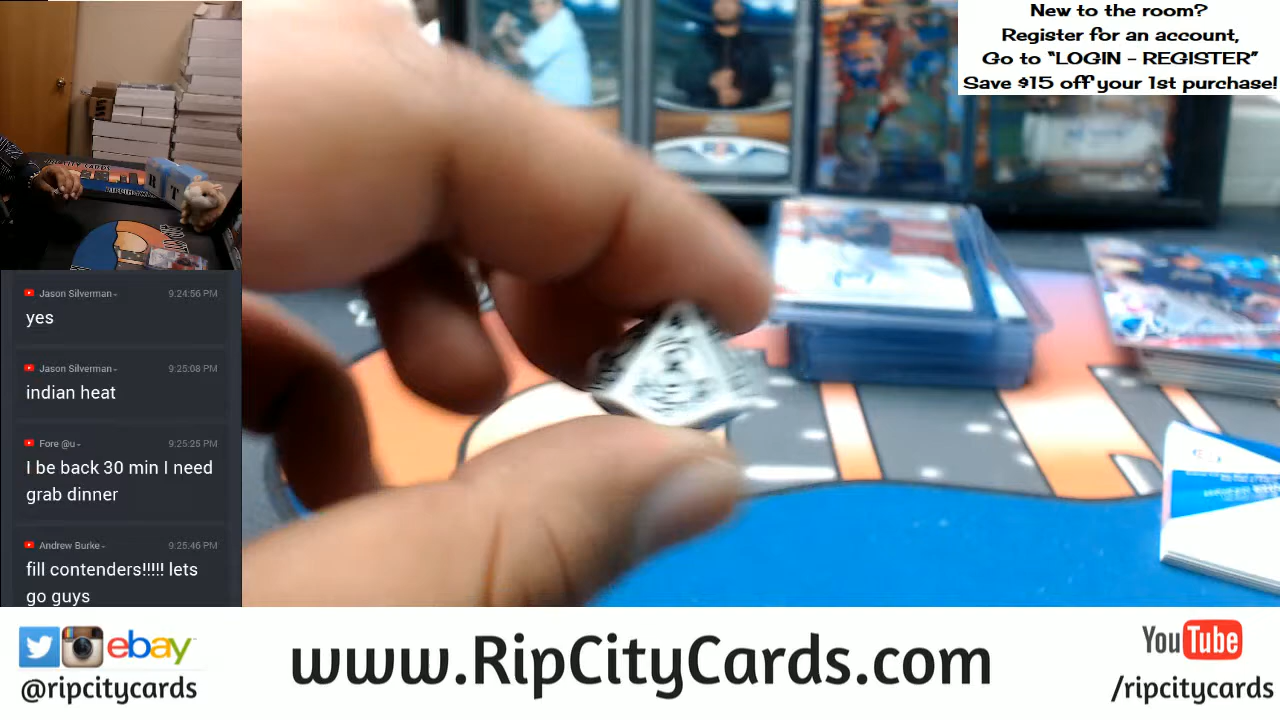 New to the room?
Register for an account,
Go to "LOGIN - REGISTER"
Save $15 off your 1st purchase!
Jason Silverman
9:24:56 PM
yes
Jason Silverman
9:25:08 PM
indian heat
Fore @u
9:25:25 PM
I be back 30 min I need
grab dinner
Andrew Burke
9:25:46 PM
fill contenders!!!!! lets
go guys
ebay
@ripcitycards
www.RipCityCards.com
YouTube
/ripcitycards